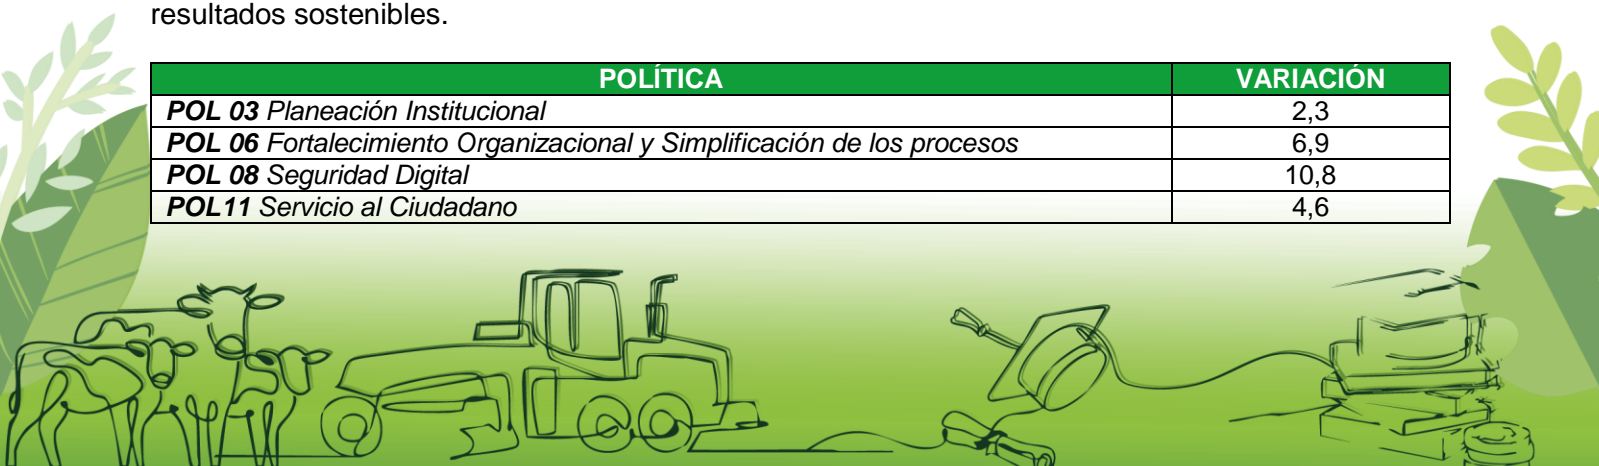 resultados sostenibles.
POLÍTICA VARIACIÓN
POL 03 Planeación Institucional 2,3
POL 06 Fortalecimiento Organizacional y Simplificación de los procesos 6,9
POL 08 Seguridad Digital 10,8
POL11 Servicio al Ciudadano 4,6